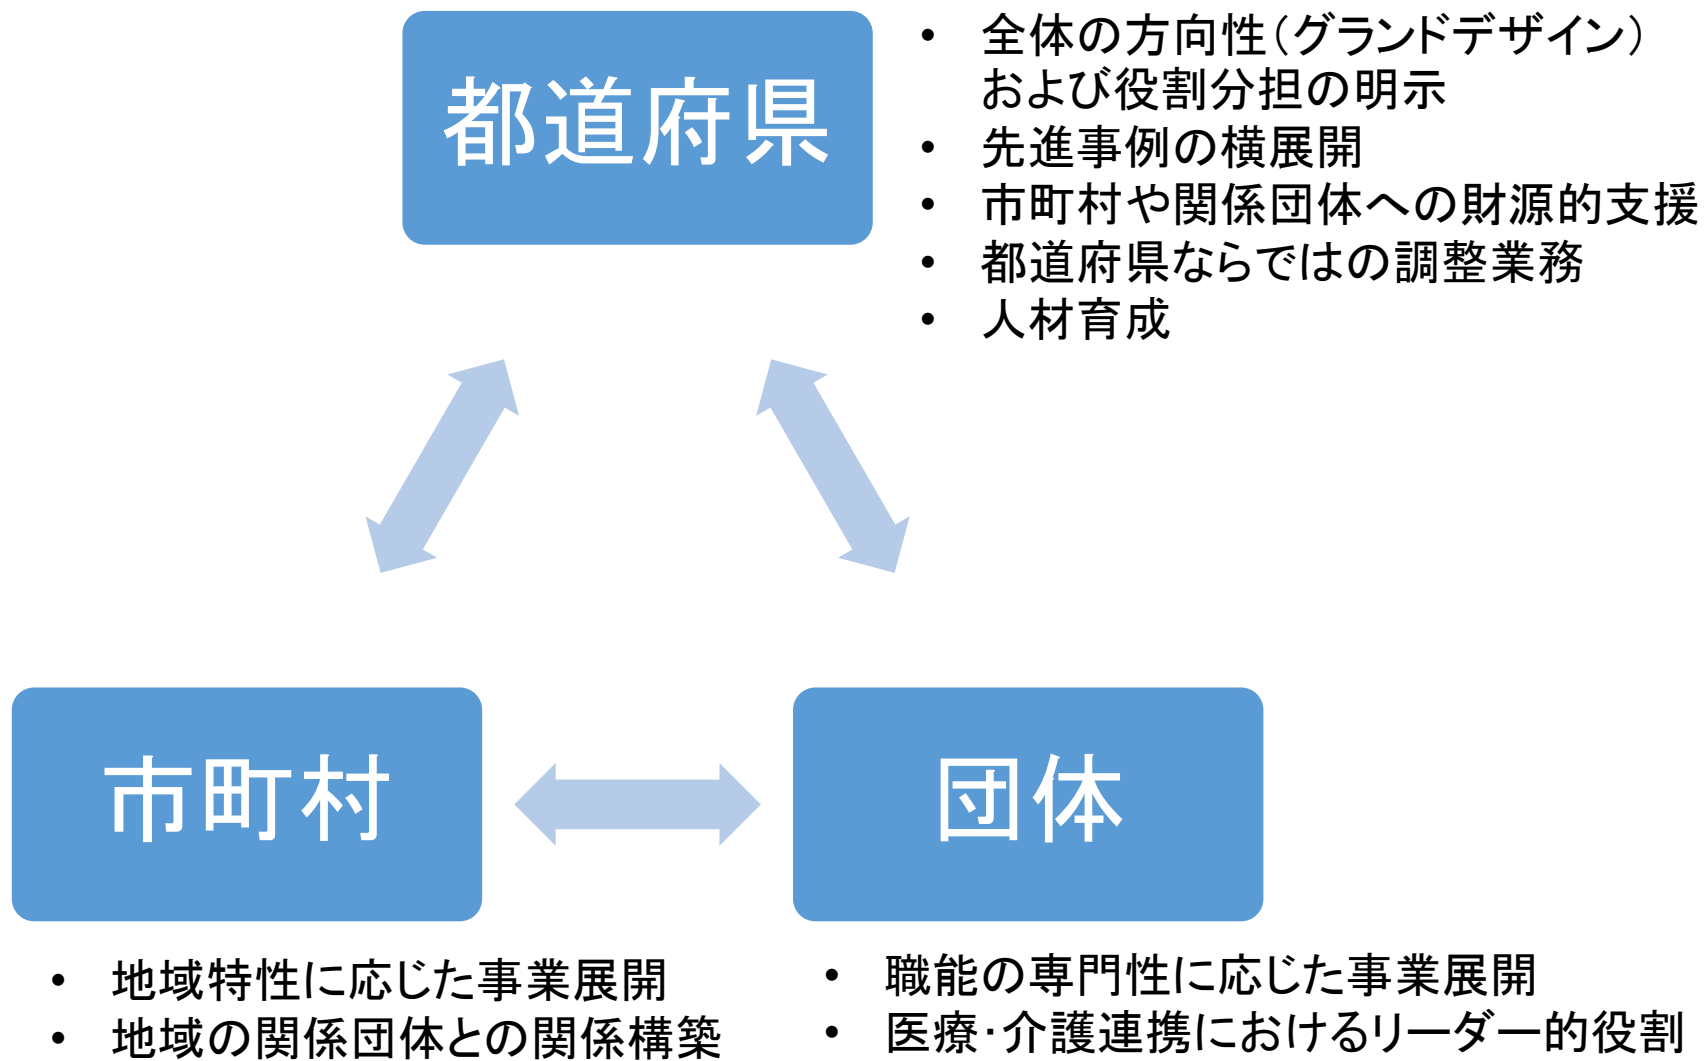 都道府県
• 全体の方向性(グランドデザイン)
および役割分担の明示
• 先進事例の横展開
• 市町村や関係団体への財源的支援
• 都道府県ならではの調整業務
• 人材育成
市町村
• 地域特性に応じた事業展開
• 地域の関係団体との関係構築
団体
• 職能の専門性に応じた事業展開
• 医療・介護連携におけるリーダー的役割